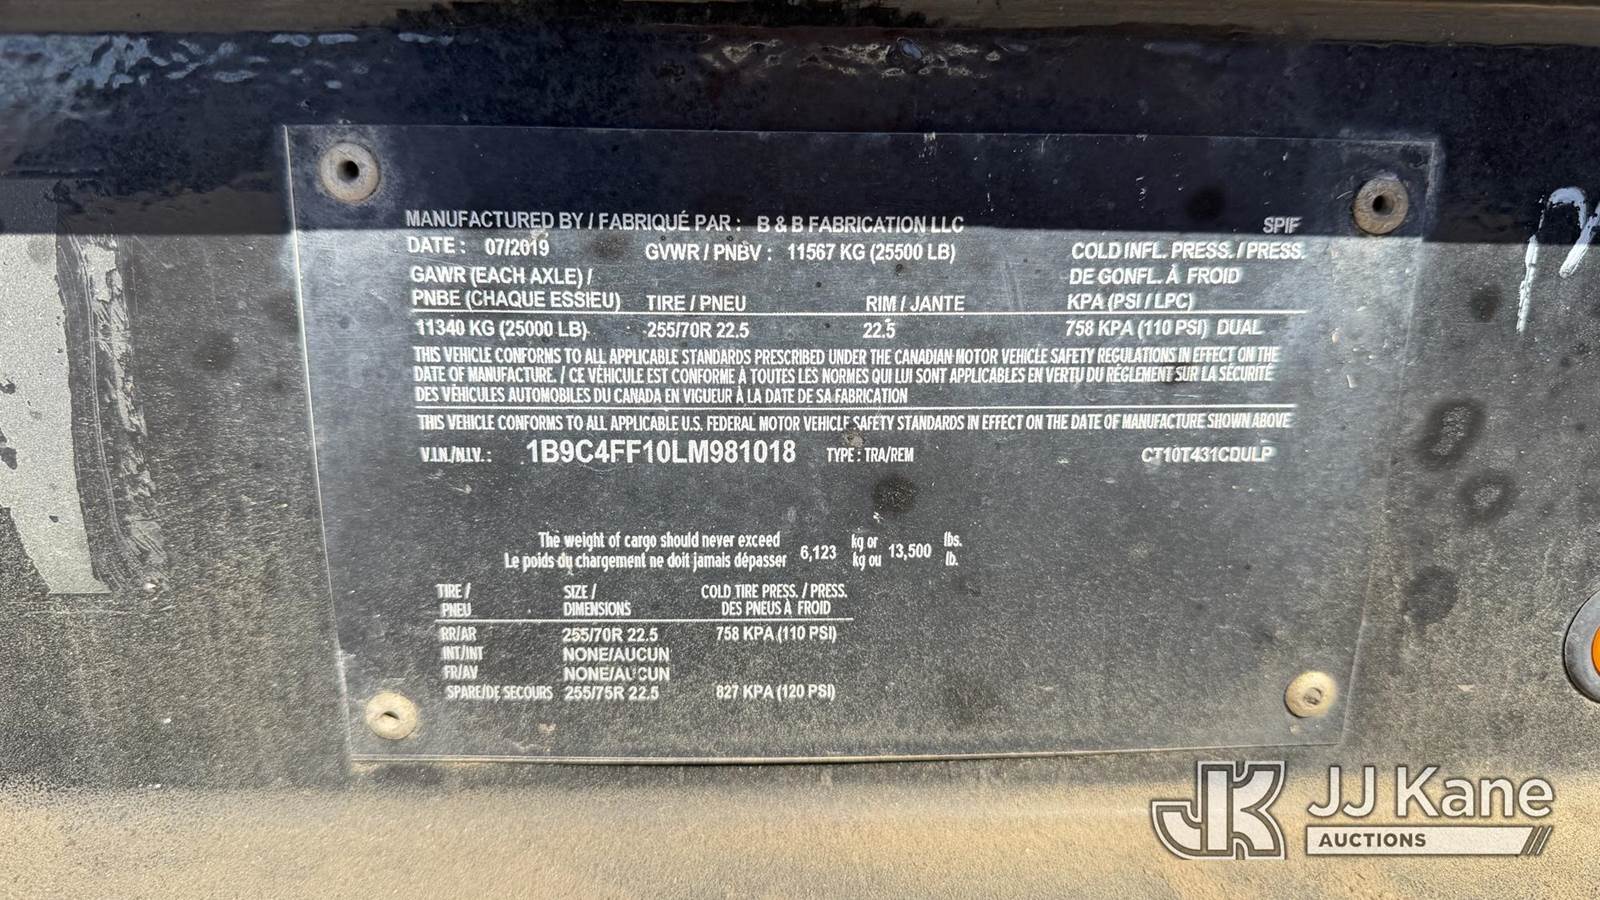 MANUFACTURED BY / FABRIQUÉ PAR : B & B FABRICATION LLC SPIF
DATE : 07/2019 GVWR / PNBV : 11567 KG (25500 LB) COLD INFL. PRESS. / PRESS.
GAWR (EACH AXLE) / DE GONFL. À FROID
PNBE (CHAQUE ESSIEU) TIRE / PNEU RIM / JANTE KPA (PSI / LPC)
11340 KG (25000 LB) 255/70R 22.5 22.5 758 KPA (110 PSI) DUAL
THIS VEHICLE CONFORMS TO ALL APPLICABLE STANDARDS PRESCRIBED UNDER THE CANADIAN MOTOR VEHICLE SAFETY REGULATIONS IN EFFECT ON THE
DATE OF MANUFACTURE. / CE VÉHICULE EST CONFORME À TOUTES LES NORMES QUI LUI SONT APPLICABLES EN VERTU DU RÈGLEMENT SUR LA SÉCURITÉ
DES VÉHICULES AUTOMOBILES DU CANADA EN VIGUEUR À LA DATE DE SA FABRICATION
THIS VEHICLE CONFORMS TO ALL APPLICABLE U.S. FEDERAL MOTOR VEHICLE SAFETY STANDARDS IN EFFECT ON THE DATE OF MANUFACTURE SHOWN ABOVE
V.I.N./N.I.V. : 1B9C4FF10LM981018 TYPE : TRA/REM CT10T431CDULP
The weight of cargo should never exceed kg or lbs.
Le poids du chargement ne doit jamais dépasser 6,123 kg ou 13,500 lb.
TIRE / SIZE / COLD TIRE PRESS. / PRESS.
PNEU DIMENSIONS DES PNEUS À FROID
RR/AR 255/70R 22.5 758 KPA (110 PSI)
INT/INT NONE/AUCUN
FR/AV NONE/AUCUN
SPARE/DE SECOURS 255/75R 22.5 827 KPA (120 PSI)
JK JJ Kane
AUCTIONS